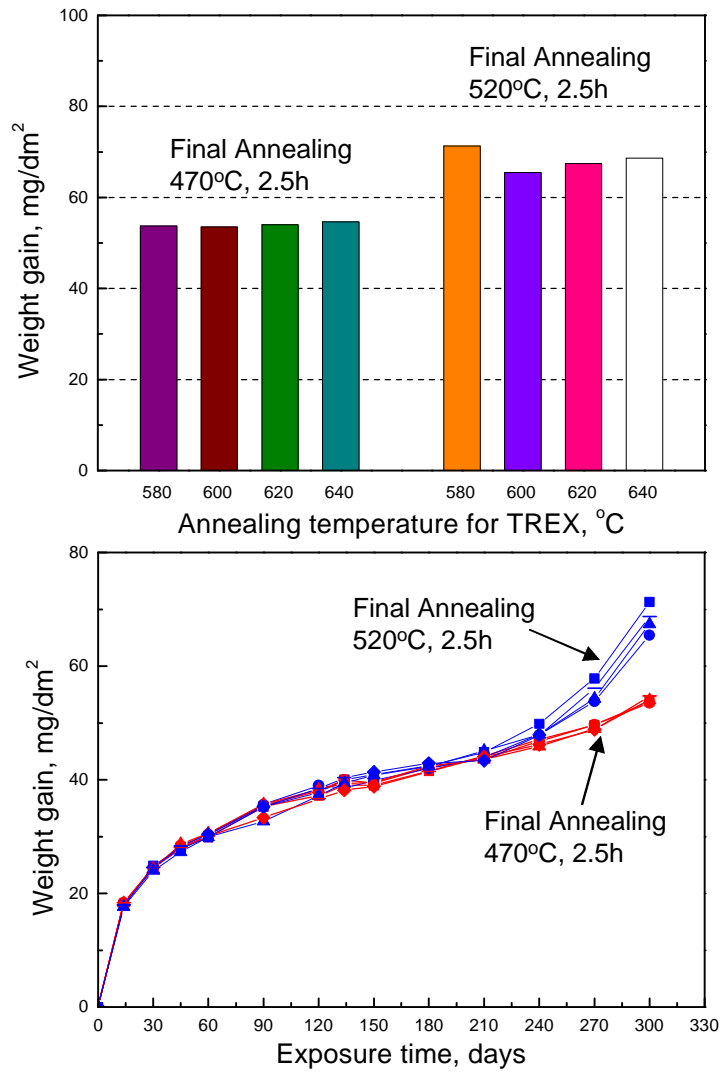 100
80
60
40
20
0
Weight gain, mg/dm²
Final Annealing
520°C, 2.5h
Final Annealing
470°C, 2.5h
580 600 620 640 580 600 620 640
Annealing temperature for TREX, °C
80
60
40
20
0
Weight gain, mg/dm²
Final Annealing
520°C, 2.5h
Final Annealing
470°C, 2.5h
0 30 60 90 120 150 180 210 240 270 300 330
Exposure time, days